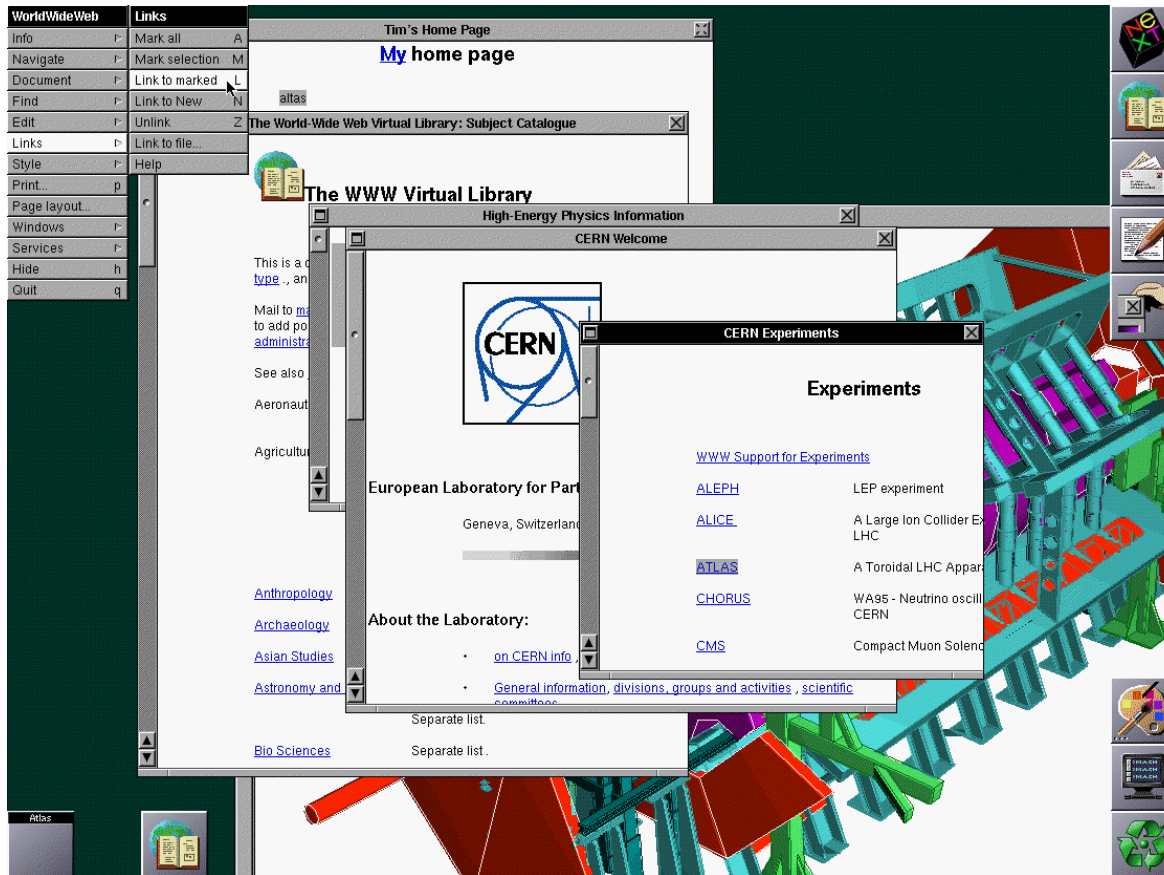 WorldWideWeb
Info
Navigate
Document
Find
Edit
Links
Style
Print... p
Page layout...
Windows
Services
Hide h
Quit q
Links
Mark all A
Mark selection M
Link to marked L
Link to New N
Unlink Z
Link to file...
Help
Tim's Home Page
My home page
altas
The World-Wide Web Virtual Library: Subject Catalogue
The WWW Virtual Library
This is a
type ., an
Mail to
to add po
administra
See also
Aeronaut
Agricultu
Anthropology
Archaeology
Asian Studies
Astronomy and
Separate list.
Bio Sciences Separate list .
High-Energy Physics Information
CERN Welcome
CERN
European Laboratory for Part
Geneva, Switzerland
About the Laboratory:
• on CERN info ,
• General information, divisions, groups and activities , scientific
committees
CERN Experiments
Experiments
WWW Support for Experiments
ALEPH LEP experiment
ALICE A Large Ion Collider Ex
LHC
ATLAS A Toroidal LHC Appar
CHORUS WA95 - Neutrino oscill
CERN
CMS Compact Muon Solend
NeXT
Atlas